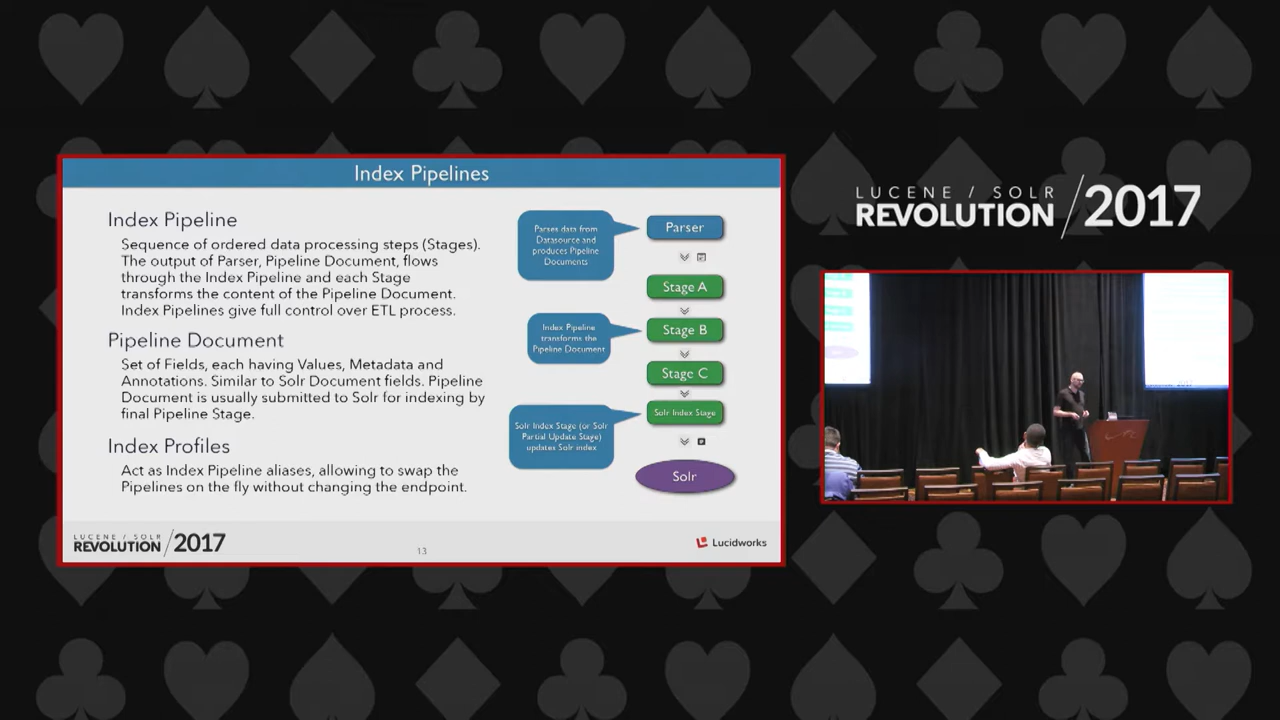 Index Pipelines
Index Pipeline
Sequence of ordered data processing steps (Stages).
The output of Parser, Pipeline Document, flows
through the Index Pipeline and each Stage
transforms the content of the Pipeline Document.
Index Pipelines give full control over ETL process.
Pipeline Document
Set of Fields, each having Values, Metadata and
Annotations. Similar to Solr Document fields. Pipeline
Document is usually submitted to Solr for indexing by
final Pipeline Stage.
Index Profiles
Act as Index Pipeline aliases, allowing to swap the
Pipelines on the fly without changing the endpoint.
Parses data from
Datasource and
produces Pipeline
Documents
Parser
Stage A
Index Pipeline
transforms the
Pipeline Document
Stage B
Stage C
Solr Index Stage (or Solr
Partial Update Stage)
updates Solr index
Solr Index Stage
Solr
LUCENE / SOLR
REVOLUTION / 2017
13
Lucidworks
LUCENE / SOLR
REVOLUTION / 2017